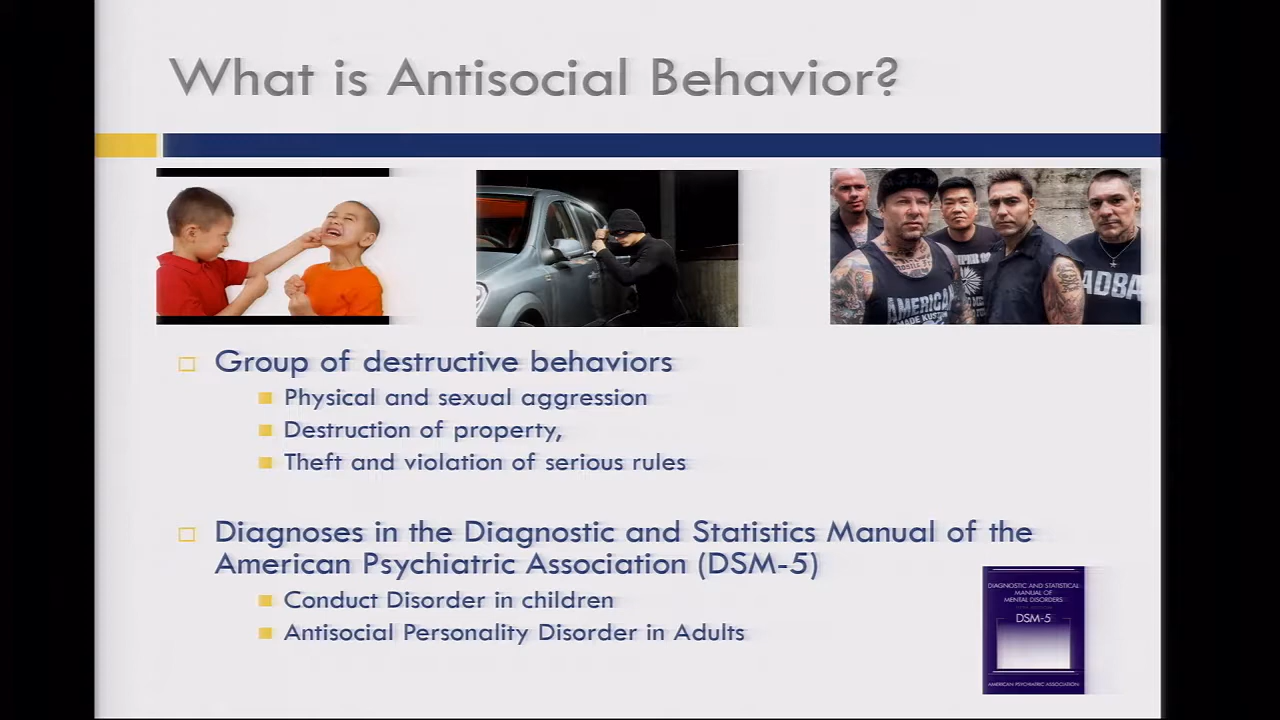 What is Antisocial Behavior?
AMERICAN
MADE KUSTOM
ADBA
Group of destructive behaviors
Physical and sexual aggression
Destruction of property,
Theft and violation of serious rules
Diagnoses in the Diagnostic and Statistics Manual of the
American Psychiatric Association (DSM-5)
Conduct Disorder in children
Antisocial Personality Disorder in Adults
DIAGNOSTIC AND STATISTICAL
MANUAL OF
MENTAL DISORDERS
DSM-5
AMERICAN PSYCHIATRIC ASSOCIATION